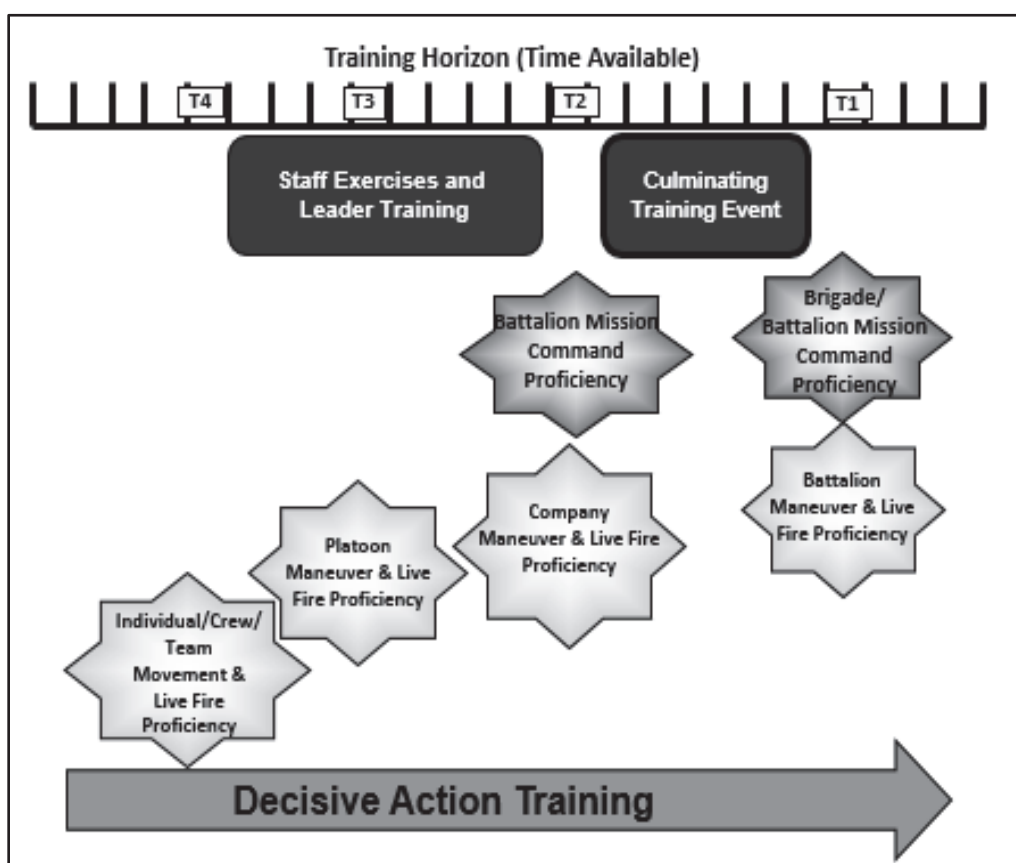 Training Horizon (Time Available)
T4
T3
T2
T1
Staff Exercises and
Leader Training
Culminating
Training Event
Battalion Mission
Command
Proficiency
Brigade/
Battalion Mission
Command
Proficiency
Individual/Crew/
Team
Movement &
Live Fire
Proficiency
Platoon
Maneuver & Live
Fire Proficiency
Company
Maneuver & Live Fire
Proficiency
Battalion
Maneuver & Live
Fire Proficiency
Decisive Action Training